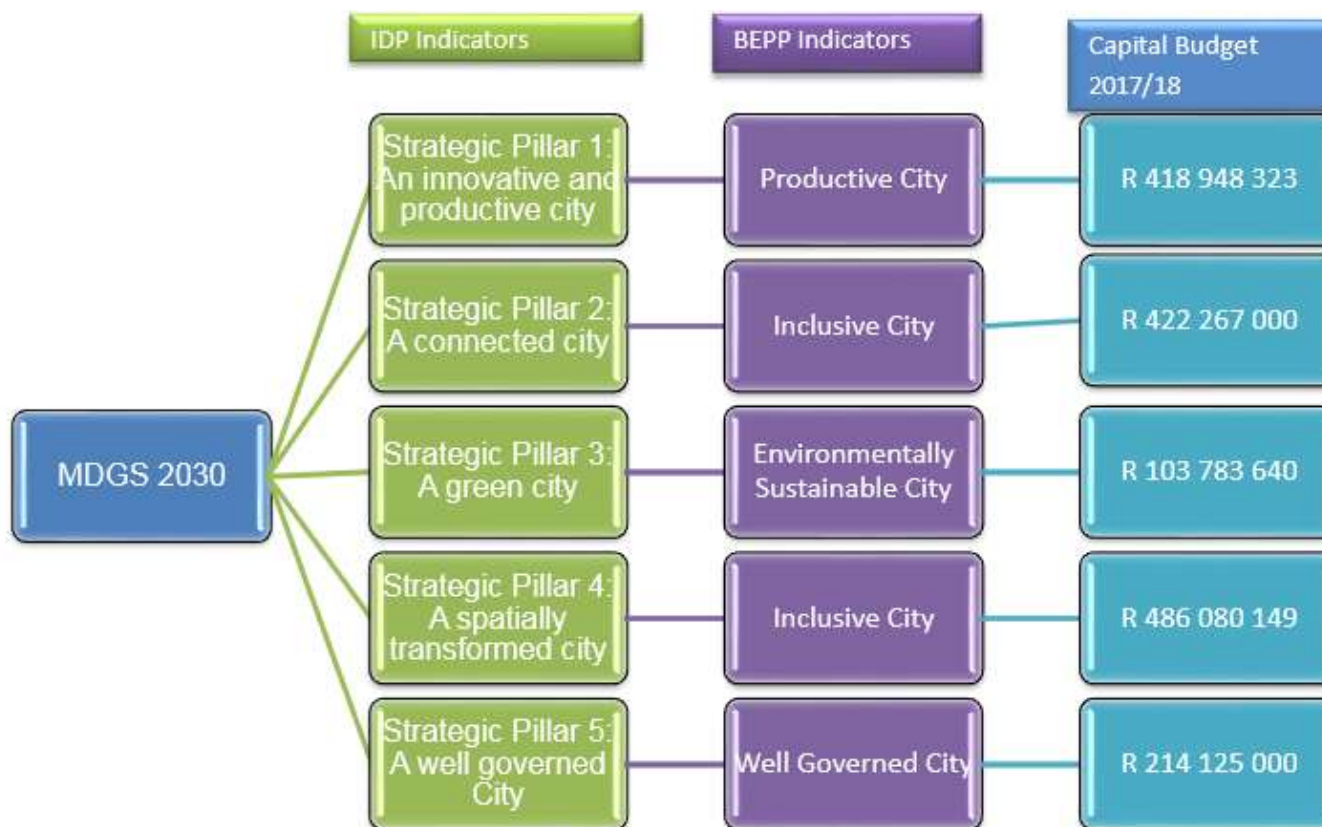 IDP Indicators
BEPP Indicators
Capital Budget
2017/18
MDGS 2030
Strategic Pillar 1:
An innovative and
productive city
Productive City
R 418 948 323
Strategic Pillar 2:
A connected city
Inclusive City
R 422 267 000
Strategic Pillar 3:
A green city
Environmentally
Sustainable City
R 103 783 640
Strategic Pillar 4:
A spatially
transformed city
Inclusive City
R 486 080 149
Strategic Pillar 5:
A well governed
City
Well Governed City
R 214 125 000